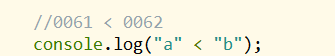 //0061 < 0062
console.log("a" < "b");